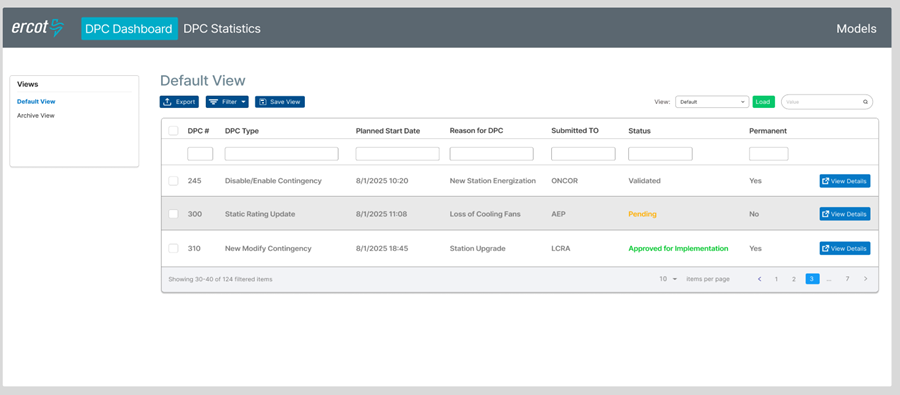 ercot DPC Dashboard DPC Statistics Models
Views
Default View
Archive View
Default View
Export Filter Save View View: Default Load Value
DPC # DPC Type Planned Start Date Reason for DPC Submitted TO Status Permanent
245 Disable/Enable Contingency 8/1/2025 10:20 New Station Energization ONCOR Validated Yes View Details
300 Static Rating Update 8/1/2025 11:08 Loss of Cooling Fans AEP Pending No View Details
310 New Modify Contingency 8/1/2025 18:45 Station Upgrade LCRA Approved for Implementation Yes View Details
Showing 30-40 of 124 filtered items 10 items per page < 1 2 3 ... 7 >